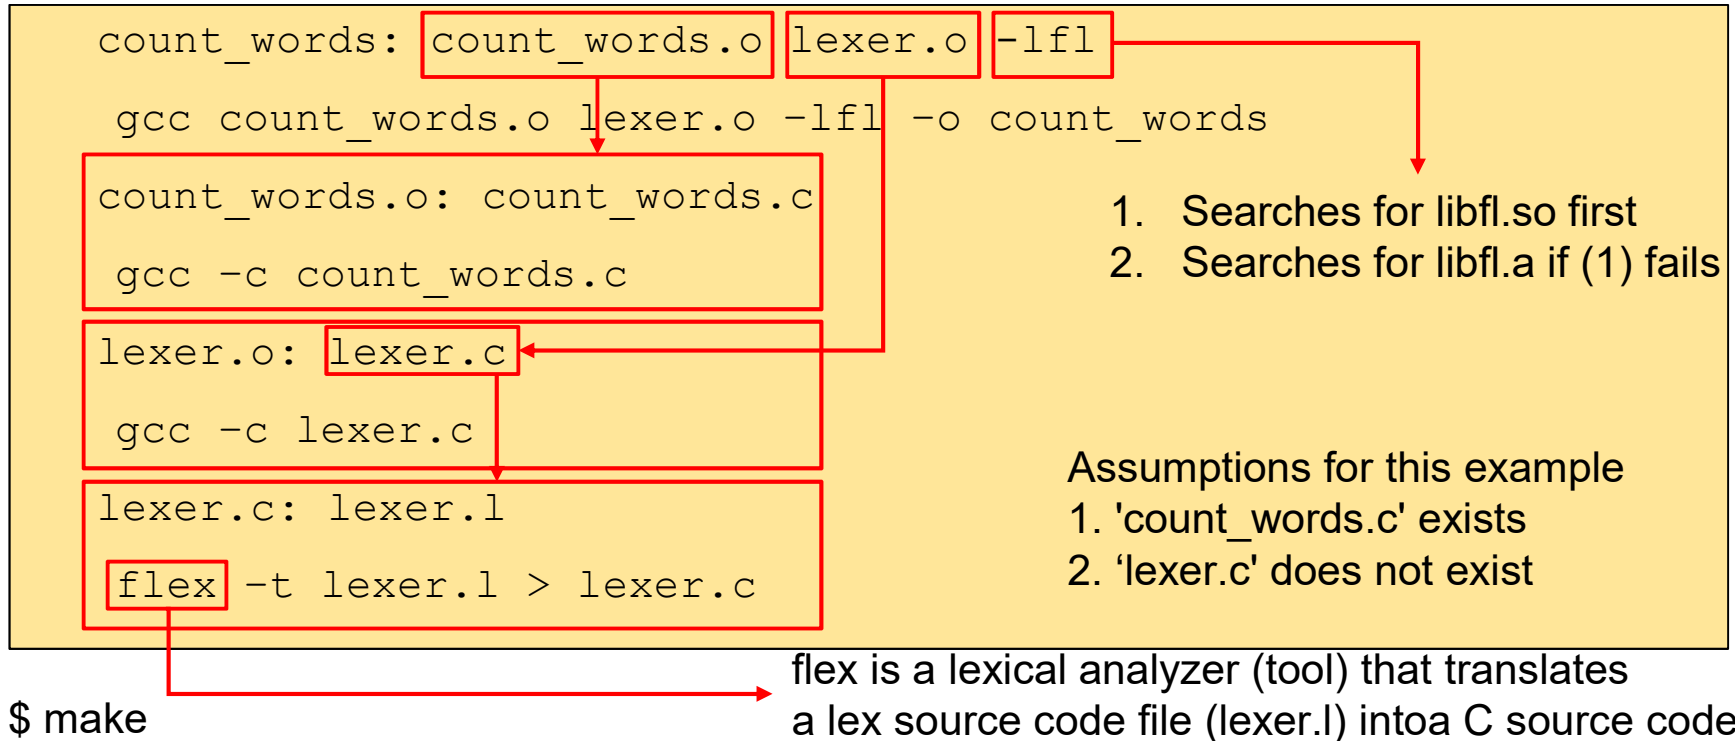 count_words: count_words.o lexer.o -lfl
gcc count_words.o lexer.o –lfl –o count_words
count_words.o: count_words.c
gcc –c count_words.c
lexer.o: lexer.c
gcc –c lexer.c
lexer.c: lexer.l
flex –t lexer.l > lexer.c
1. Searches for libfl.so first
2. Searches for libfl.a if (1) fails
Assumptions for this example
1. 'count_words.c' exists
2. ‘lexer.c' does not exist
flex is a lexical analyzer (tool) that translates
a lex source code file (lexer.l) intoa C source code
$ make